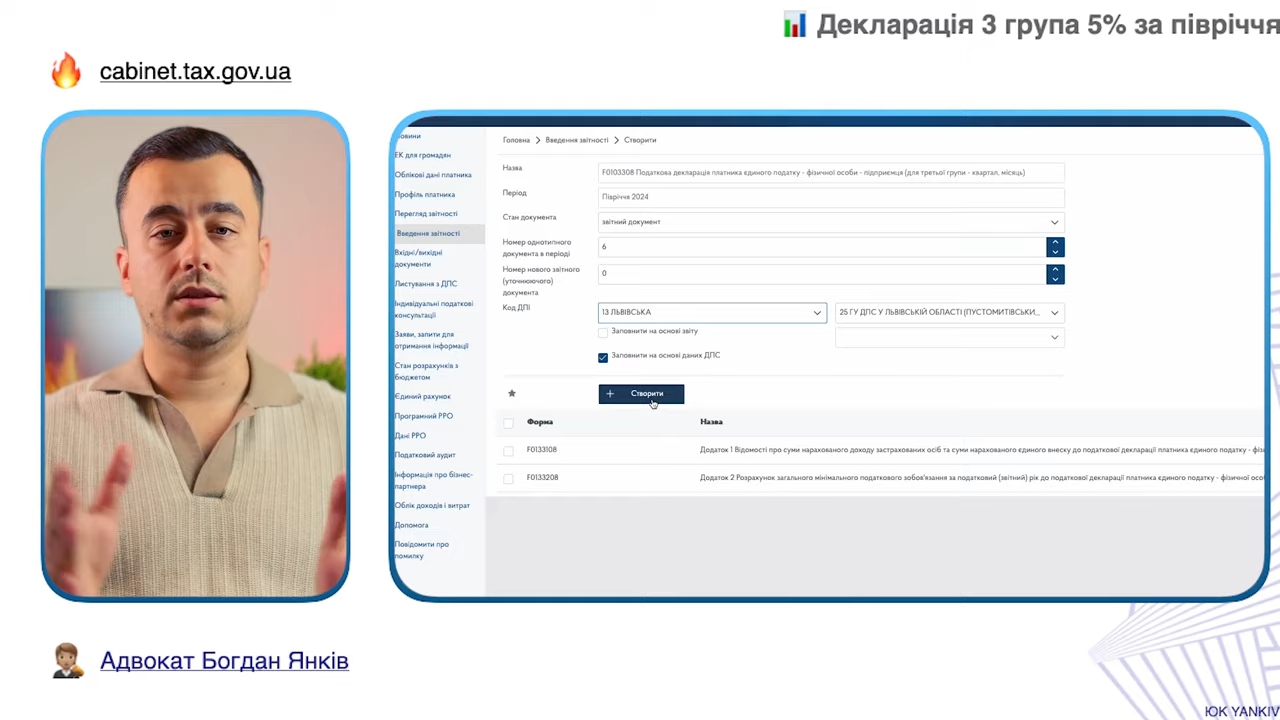 Декларація 3 група 5% за півріччя
cabinet.tax.gov.ua
овини
ЕК для громадян
Облікові дані платника
Профіль платника
Перегляд звітності
Введення звітності
Вхідні/вихідні
документи
Листування з ДПС
Індивідуальні податкові
консультації
Заяви, запити для
отримання інформації
Стан розрахунків з
бюджетом
Єдиний рахунок
Програмний РРО
Дані РРО
Податковий аудит
Інформація про бізнес-
партнера
Облік доходів і витрат
Допомога
Повідомити про
помилку
Головна > Введення звітності > Створити
Назва
F0103308 Податкова декларація платника єдиного податку - фізичної особи - підприємця (для третьої групи - квартал, місяць)
Період
Півріччя 2024
Стан документа
звітний документ
Номер однотипного
документа в періоді
6
Номер нового звітного
(уточнюючого)
документа
0
Код ДПІ
13 ЛЬВІВСЬКА
25 ГУ ДПС У ЛЬВІВСЬКІЙ ОБЛАСТІ (ПУСТОМИТІВСЬКИ...
Заповнити на основі звіту
Заповнити на основі даних ДПС
+ Створити
Форма Назва
F0133108 Додаток 1 Відомості про суми нарахованого доходу застрахованих осіб та суми нарахованого єдиного внеску до податкової декларації платника єдиного податку - фіз
F0133208 Додаток 2 Розрахунок загального мінімального податкового зобов'язання за податковий (звітний) рік до податкової декларації платника єдиного податку - фізичної осо
Адвокат Богдан Янків
ЮК YANKIV